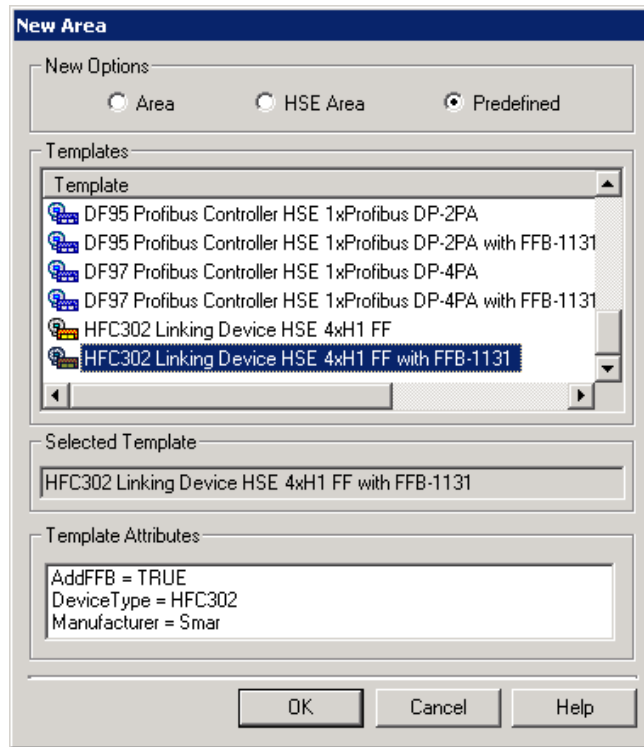 New Area
New Options
Area HSE Area Predefined
Templates
Template
DF95 Profibus Controller HSE 1xProfibus DP-2PA
DF95 Profibus Controller HSE 1xProfibus DP-2PA with FFB-1131
DF97 Profibus Controller HSE 1xProfibus DP-4PA
DF97 Profibus Controller HSE 1xProfibus DP-4PA with FFB-1131
HFC302 Linking Device HSE 4xH1 FF
HFC302 Linking Device HSE 4xH1 FF with FFB-1131
Selected Template
HFC302 Linking Device HSE 4xH1 FF with FFB-1131
Template Attributes
AddFFB = TRUE
DeviceType = HFC302
Manufacturer = Smar
OK Cancel Help